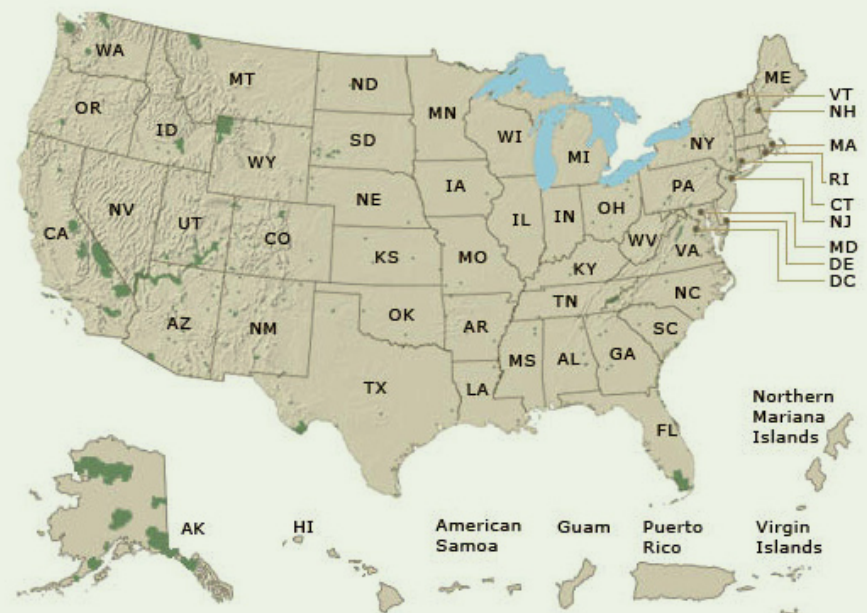 WA
MT
ND
MN
ME
VT
NH
OR
ID
SD
WI
MI
NY
MA
WY
RI
NE
IA
PA
CT
NV
UT
CO
IL
IN
OH
NJ
CA
KS
MO
WV
VA
MD
KY
DE
DC
AZ
NM
OK
AR
TN
NC
SC
TX
LA
MS
AL
GA
FL
Northern
Mariana
Islands
AK
HI
American
Samoa
Guam
Puerto
Rico
Virgin
Islands